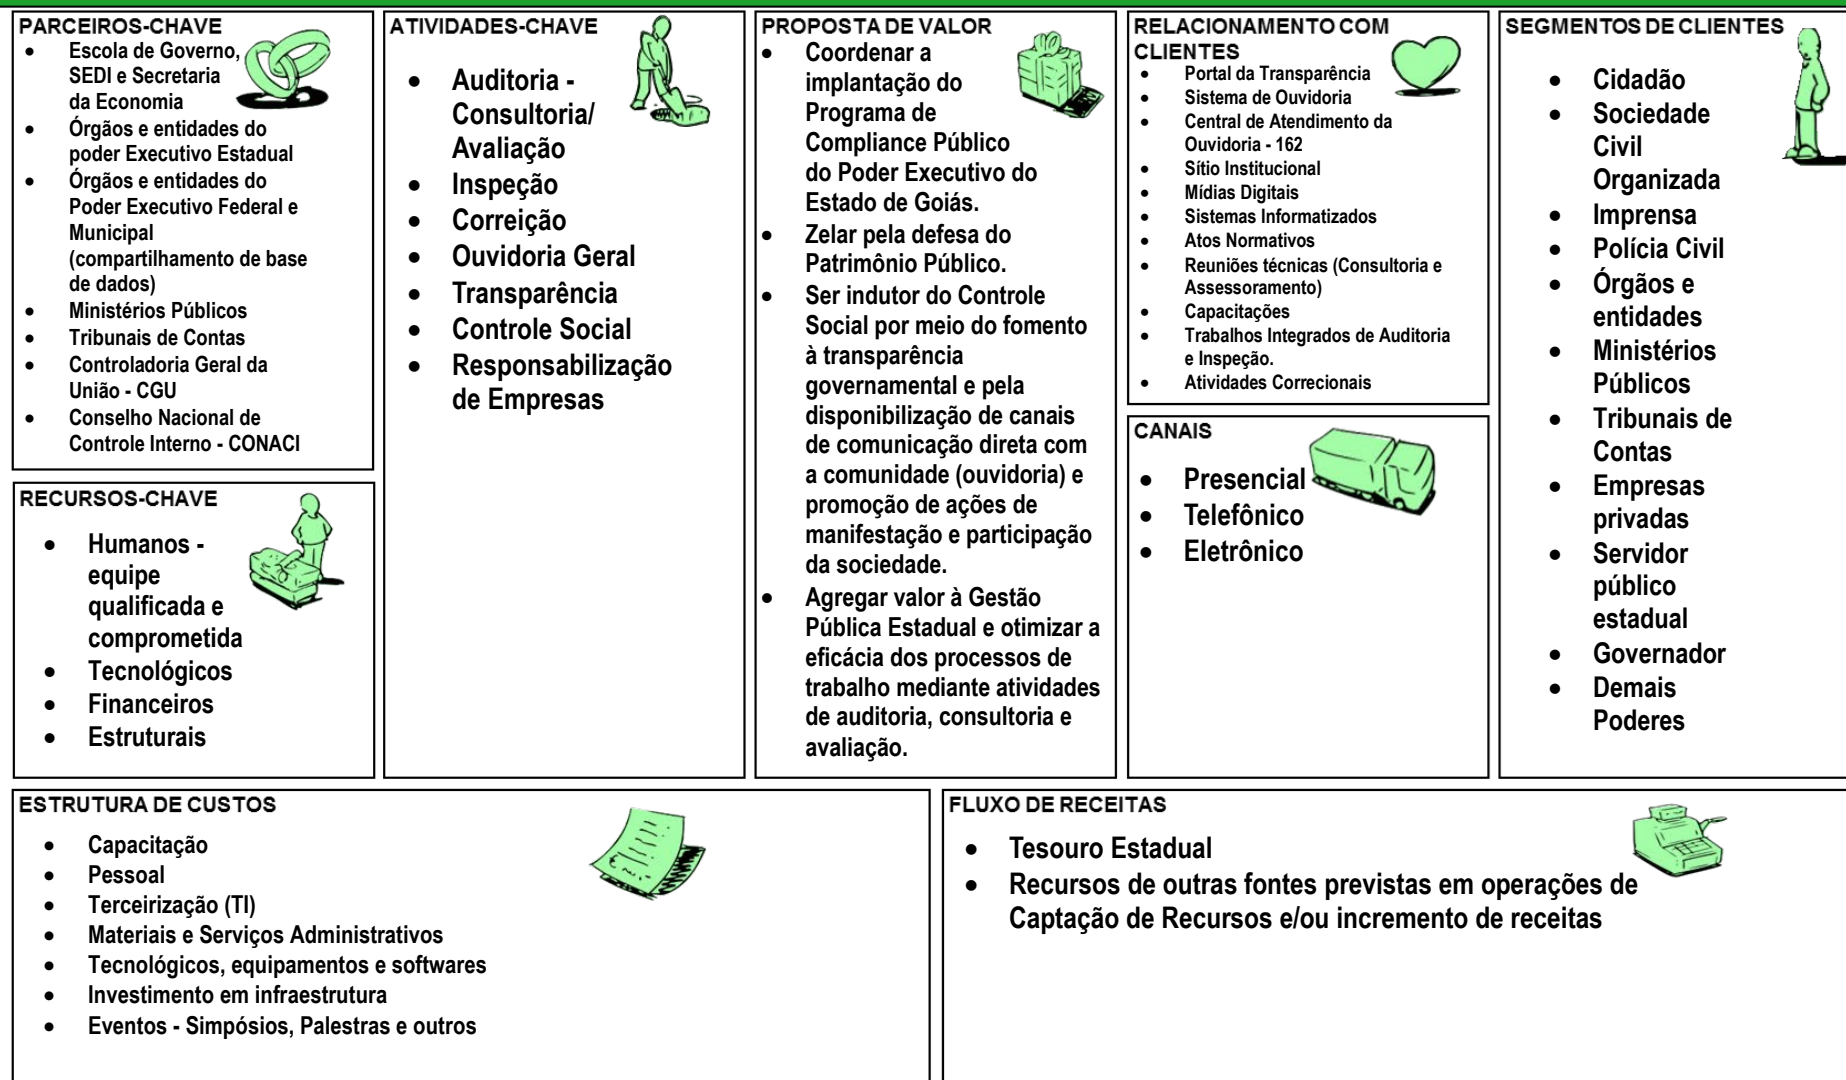 PARCEIROS-CHAVE
• Escola de Governo,
SEDI e Secretaria
da Economia
• Órgãos e entidades do
poder Executivo Estadual
• Órgãos e entidades do
Poder Executivo Federal e
Municipal
(compartilhamento de base
de dados)
• Ministérios Públicos
• Tribunais de Contas
• Controladoria Geral da
União - CGU
• Conselho Nacional de
Controle Interno - CONACI
RECURSOS-CHAVE
• Humanos -
equipe
qualificada e
comprometida
• Tecnológicos
• Financeiros
• Estruturais
ATIVIDADES-CHAVE
• Auditoria -
Consultoria/
Avaliação
• Inspeção
• Correição
• Ouvidoria Geral
• Transparência
• Controle Social
• Responsabilização
de Empresas
PROPOSTA DE VALOR
• Coordenar a
implantação do
Programa de
Compliance Público
do Poder Executivo do
Estado de Goiás.
• Zelar pela defesa do
Patrimônio Público.
• Ser indutor do Controle
Social por meio do fomento
à transparência
governamental e pela
disponibilização de canais
de comunicação direta com
a comunidade (ouvidoria) e
promoção de ações de
manifestação e participação
da sociedade.
• Agregar valor à Gestão
Pública Estadual e otimizar a
eficácia dos processos de
trabalho mediante atividades
de auditoria, consultoria e
avaliação.
RELACIONAMENTO COM
CLIENTES
• Portal da Transparência
• Sistema de Ouvidoria
• Central de Atendimento da
Ouvidoria - 162
• Sítio Institucional
• Mídias Digitais
• Sistemas Informatizados
• Atos Normativos
• Reuniões técnicas (Consultoria e
Assessoramento)
• Capacitações
• Trabalhos Integrados de Auditoria
e Inspeção.
• Atividades Correcionais
CANAIS
• Presencial
• Telefônico
• Eletrônico
SEGMENTOS DE CLIENTES
• Cidadão
• Sociedade
Civil
Organizada
• Imprensa
• Polícia Civil
• Órgãos e
entidades
• Ministérios
Públicos
• Tribunais de
Contas
• Empresas
privadas
• Servidor
público
estadual
• Governador
• Demais
Poderes
ESTRUTURA DE CUSTOS
• Capacitação
• Pessoal
• Terceirização (TI)
• Materiais e Serviços Administrativos
• Tecnológicos, equipamentos e softwares
• Investimento em infraestrutura
• Eventos - Simpósios, Palestras e outros
FLUXO DE RECEITAS
• Tesouro Estadual
• Recursos de outras fontes previstas em operações de
Captação de Recursos e/ou incremento de receitas